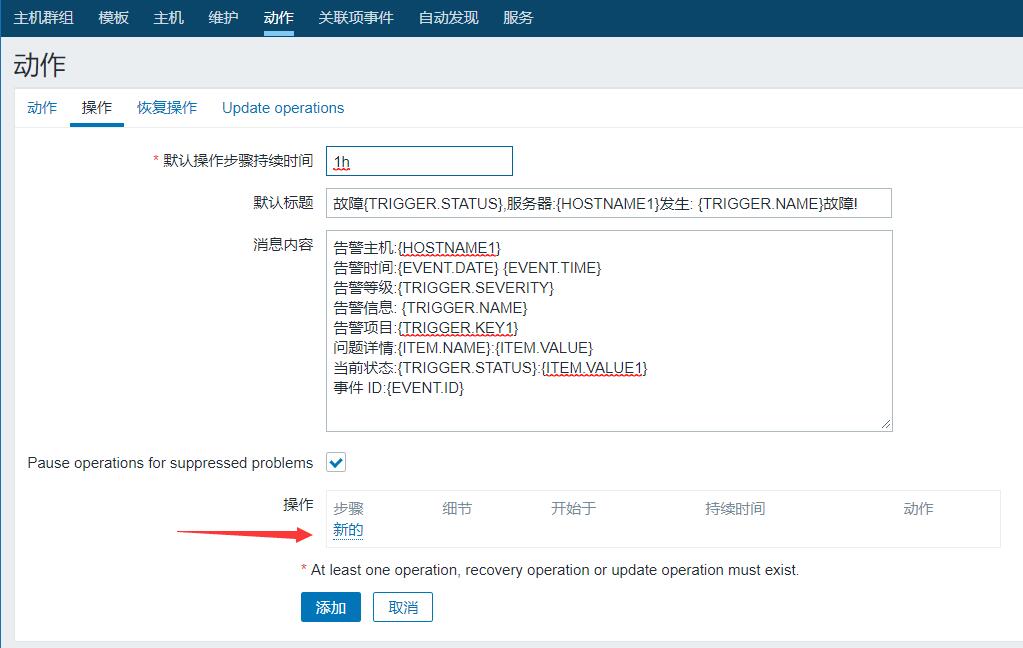 主机群组 模板 主机 维护 动作 关联项事件 自动发现 服务
动作
动作 操作 恢复操作 Update operations
* 默认操作步骤持续时间 1h
默认标题 故障{TRIGGER.STATUS},服务器:{HOSTNAME1}发生: {TRIGGER.NAME}故障!
消息内容 告警主机:{HOSTNAME1}
告警时间:{EVENT.DATE} {EVENT.TIME}
告警等级:{TRIGGER.SEVERITY}
告警信息: {TRIGGER.NAME}
告警项目:{TRIGGER.KEY1}
问题详情:{ITEM.NAME}:{ITEM.VALUE}
当前状态:{TRIGGER.STATUS}:{ITEM.VALUE1}
事件 ID:{EVENT.ID}
Pause operations for suppressed problems
操作 步骤 细节 开始于 持续时间 动作
新的
* At least one operation, recovery operation or update operation must exist.
添加 取消